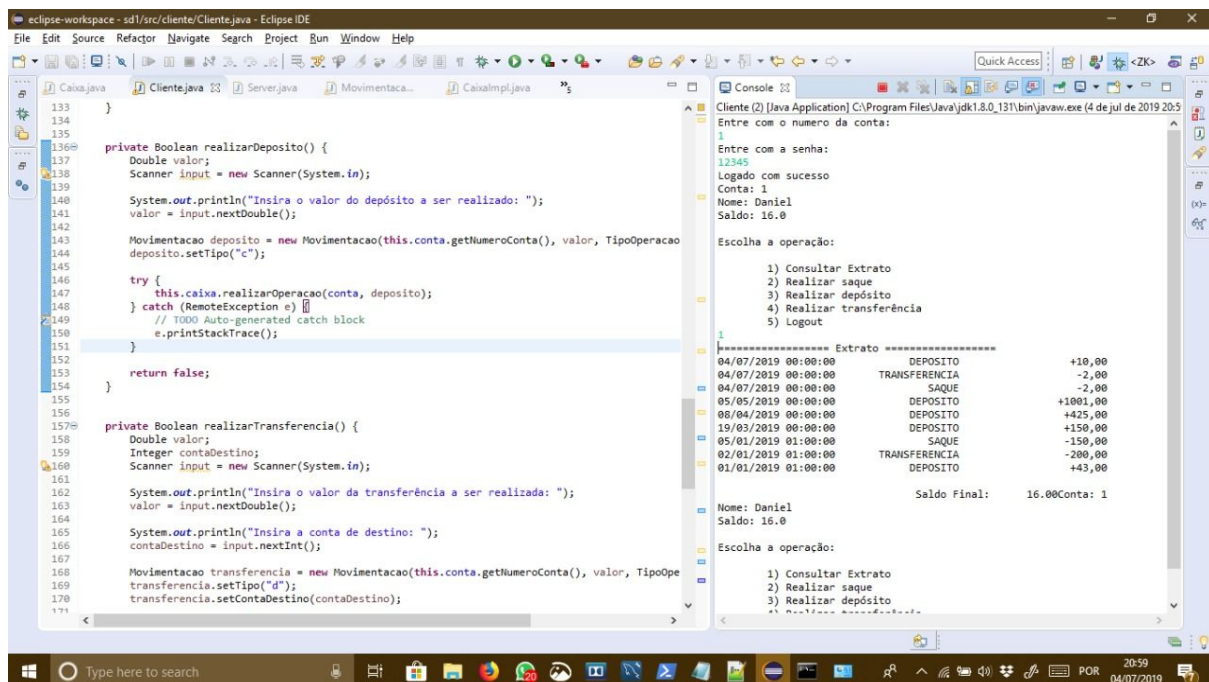 eclipse-workspace - sd1/src/cliente/Cliente.java - Eclipse IDE
File Edit Source Refactor Navigate Search Project Run Window Help
Quick Access
<ZK>
Caixa.java Cliente.java Server.java Movimentaca... CaixaImpl.java »5
133 }
134
135
136 private Boolean realizarDeposito() {
137 Double valor;
138 Scanner input = new Scanner(System.in);
139
140 System.out.println("Insira o valor do depósito a ser realizado: ");
141 valor = input.nextDouble();
142
143 Movimentacao deposito = new Movimentacao(this.conta.getNumeroConta(), valor, TipoOperacao
144 deposito.setTipo("c");
145
146 try {
147 this.caixa.realizarOperacao(conta, deposito);
148 } catch (RemoteException e) {
149 // TODO Auto-generated catch block
150 e.printStackTrace();
151 }
152
153 return false;
154 }
155
156
157 private Boolean realizarTransferencia() {
158 Double valor;
159 Integer contaDestino;
160 Scanner input = new Scanner(System.in);
161
162 System.out.println("Insira o valor da transferência a ser realizada: ");
163 valor = input.nextDouble();
164
165 System.out.println("Insira a conta de destino: ");
166 contaDestino = input.nextInt();
167
168 Movimentacao transferencia = new Movimentacao(this.conta.getNumeroConta(), valor, TipoOpe
169 transferencia.setTipo("d");
170 transferencia.setContaDestino(contaDestino);
171
Console
Cliente (2) [Java Application] C:\Program Files\Java\jdk1.8.0_131\bin\javaw.exe (4 de jul de 2019 20:5
Entre com o numero da conta:
1
Entre com a senha:
12345
Logado com sucesso
Conta: 1
Nome: Daniel
Saldo: 16.0
Escolha a operação:
1) Consultar Extrato
2) Realizar saque
3) Realizar depósito
4) Realizar transferência
5) Logout
1
================== Extrato ==================
04/07/2019 00:00:00 DEPOSITO +10,00
04/07/2019 00:00:00 TRANSFERENCIA -2,00
04/07/2019 00:00:00 SAQUE -2,00
05/05/2019 00:00:00 DEPOSITO +1001,00
08/04/2019 00:00:00 DEPOSITO +425,00
19/03/2019 00:00:00 DEPOSITO +150,00
05/01/2019 01:00:00 SAQUE -150,00
02/01/2019 01:00:00 TRANSFERENCIA -200,00
01/01/2019 01:00:00 DEPOSITO +43,00
Saldo Final: 16.00Conta: 1
Nome: Daniel
Saldo: 16.0
Escolha a operação:
1) Consultar Extrato
2) Realizar saque
3) Realizar depósito
Type here to search
POR
20:59
04/07/2019